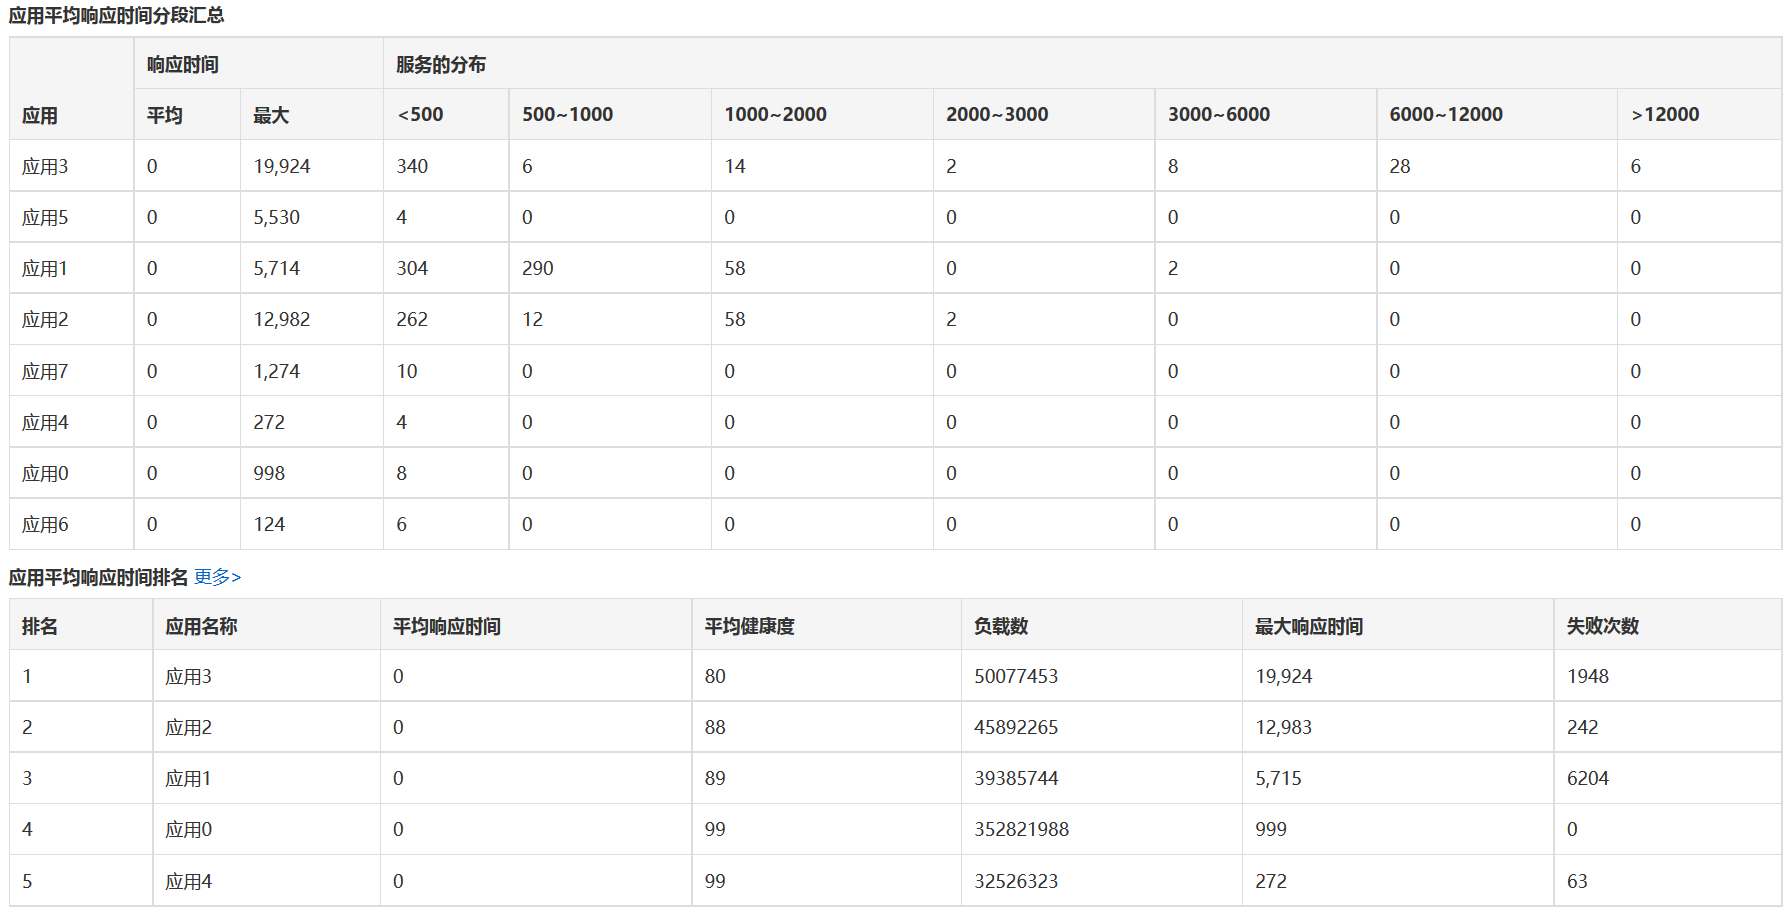 应用平均响应时间分段汇总
响应时间 服务的分布
应用 平均 最大 <500 500~1000 1000~2000 2000~3000 3000~6000 6000~12000 >12000
应用3 0 19,924 340 6 14 2 8 28 6
应用5 0 5,530 4 0 0 0 0 0 0
应用1 0 5,714 304 290 58 0 2 0 0
应用2 0 12,982 262 12 58 2 0 0 0
应用7 0 1,274 10 0 0 0 0 0 0
应用4 0 272 4 0 0 0 0 0 0
应用0 0 998 8 0 0 0 0 0 0
应用6 0 124 6 0 0 0 0 0 0
应用平均响应时间排名 更多>
排名 应用名称 平均响应时间 平均健康度 负载数 最大响应时间 失败次数
1 应用3 0 80 50077453 19,924 1948
2 应用2 0 88 45892265 12,983 242
3 应用1 0 89 39385744 5,715 6204
4 应用0 0 99 352821988 999 0
5 应用4 0 99 32526323 272 63